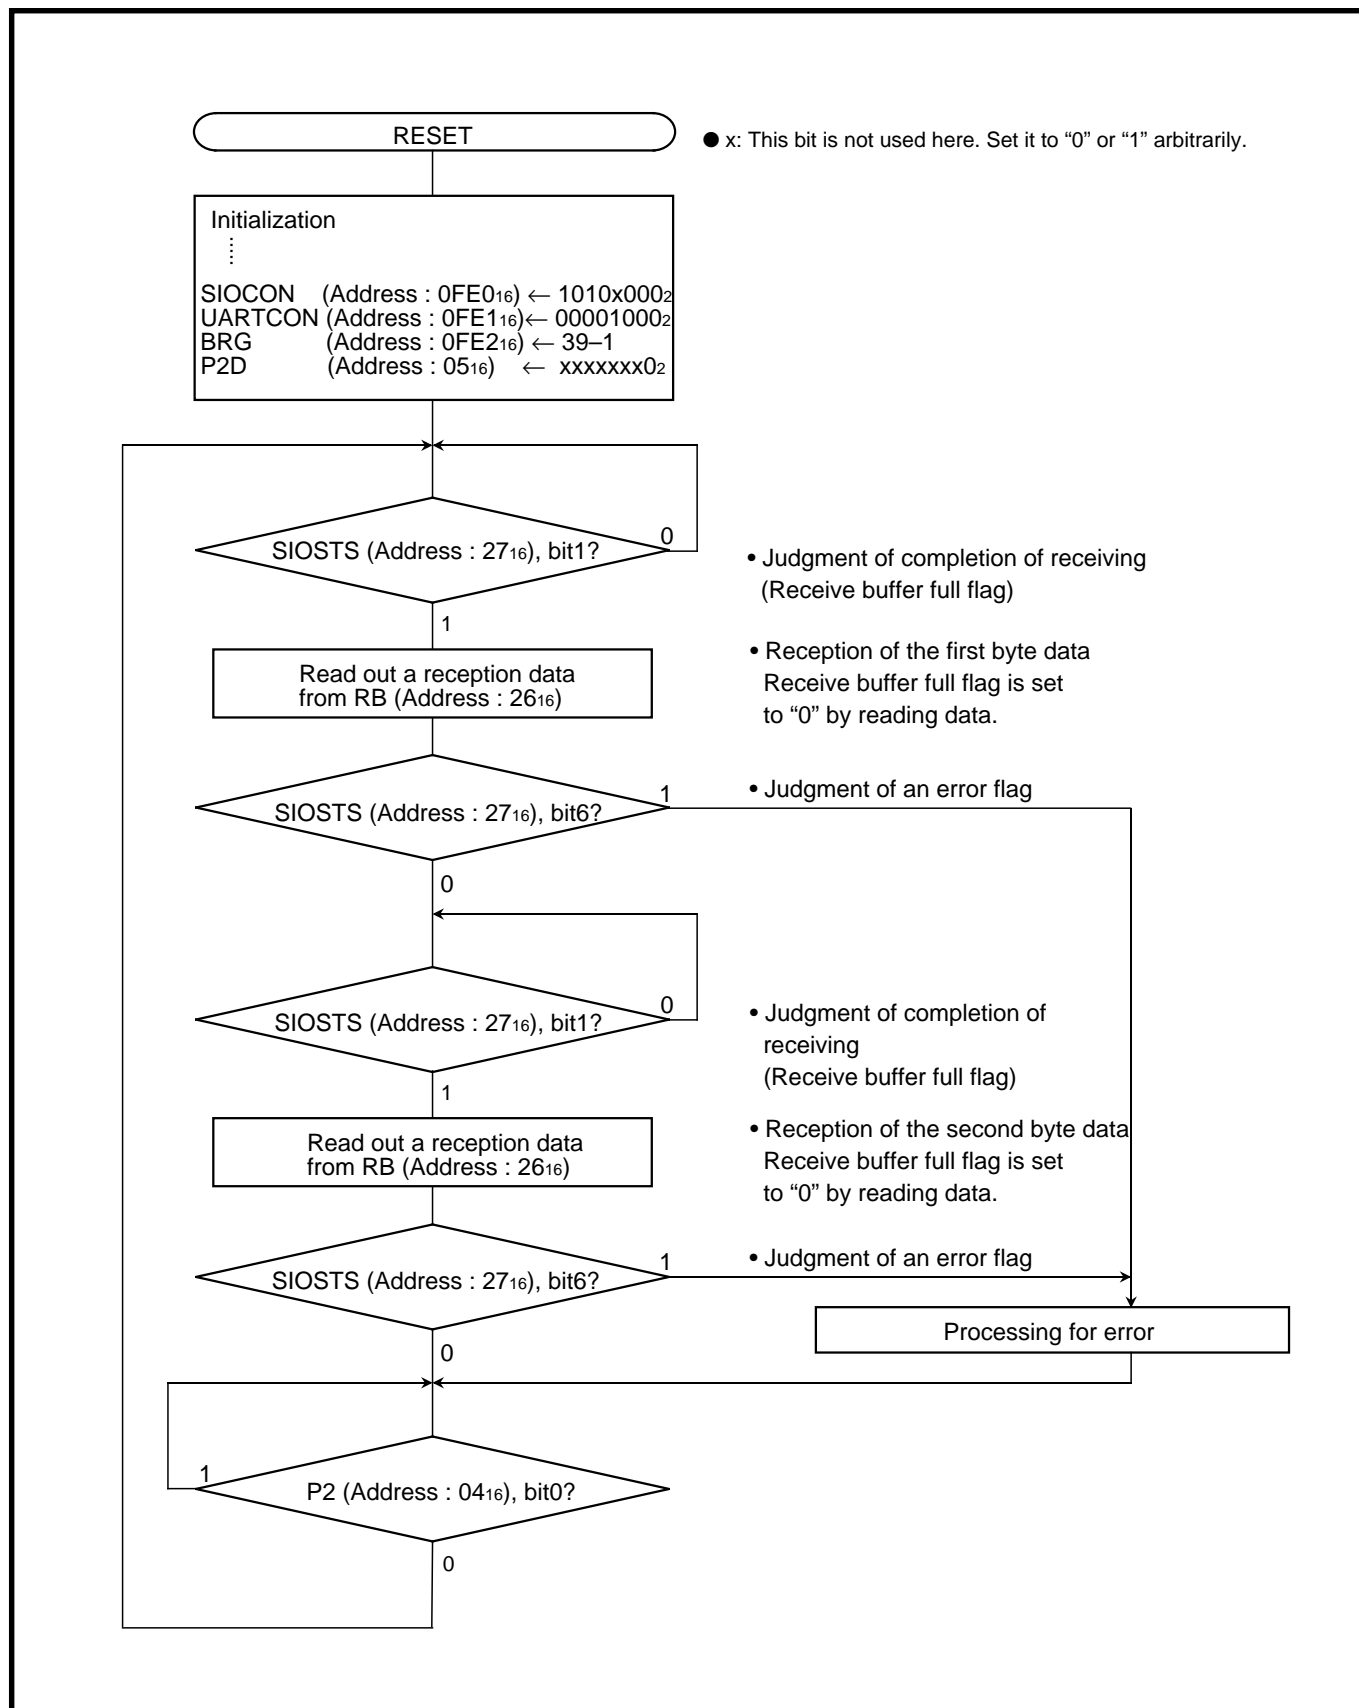 RESET
● x: This bit is not used here. Set it to “0” or “1” arbitrarily.
Initialization
SIOCON (Address : 0FE016) ← 1010x0002
UARTCON (Address : 0FE116)← 000010002
BRG (Address : 0FE216) ← 39–1
P2D (Address : 0516) ← xxxxxxx02
SIOSTS (Address : 2716), bit1?
0
• Judgment of completion of receiving
(Receive buffer full flag)
1
Read out a reception data
from RB (Address : 2616)
• Reception of the first byte data
Receive buffer full flag is set
to “0” by reading data.
SIOSTS (Address : 2716), bit6?
1
• Judgment of an error flag
0
SIOSTS (Address : 2716), bit1?
0
• Judgment of completion of
receiving
(Receive buffer full flag)
1
Read out a reception data
from RB (Address : 2616)
• Reception of the second byte data
Receive buffer full flag is set
to “0” by reading data.
SIOSTS (Address : 2716), bit6?
1
• Judgment of an error flag
Processing for error
0
1
P2 (Address : 0416), bit0?
0